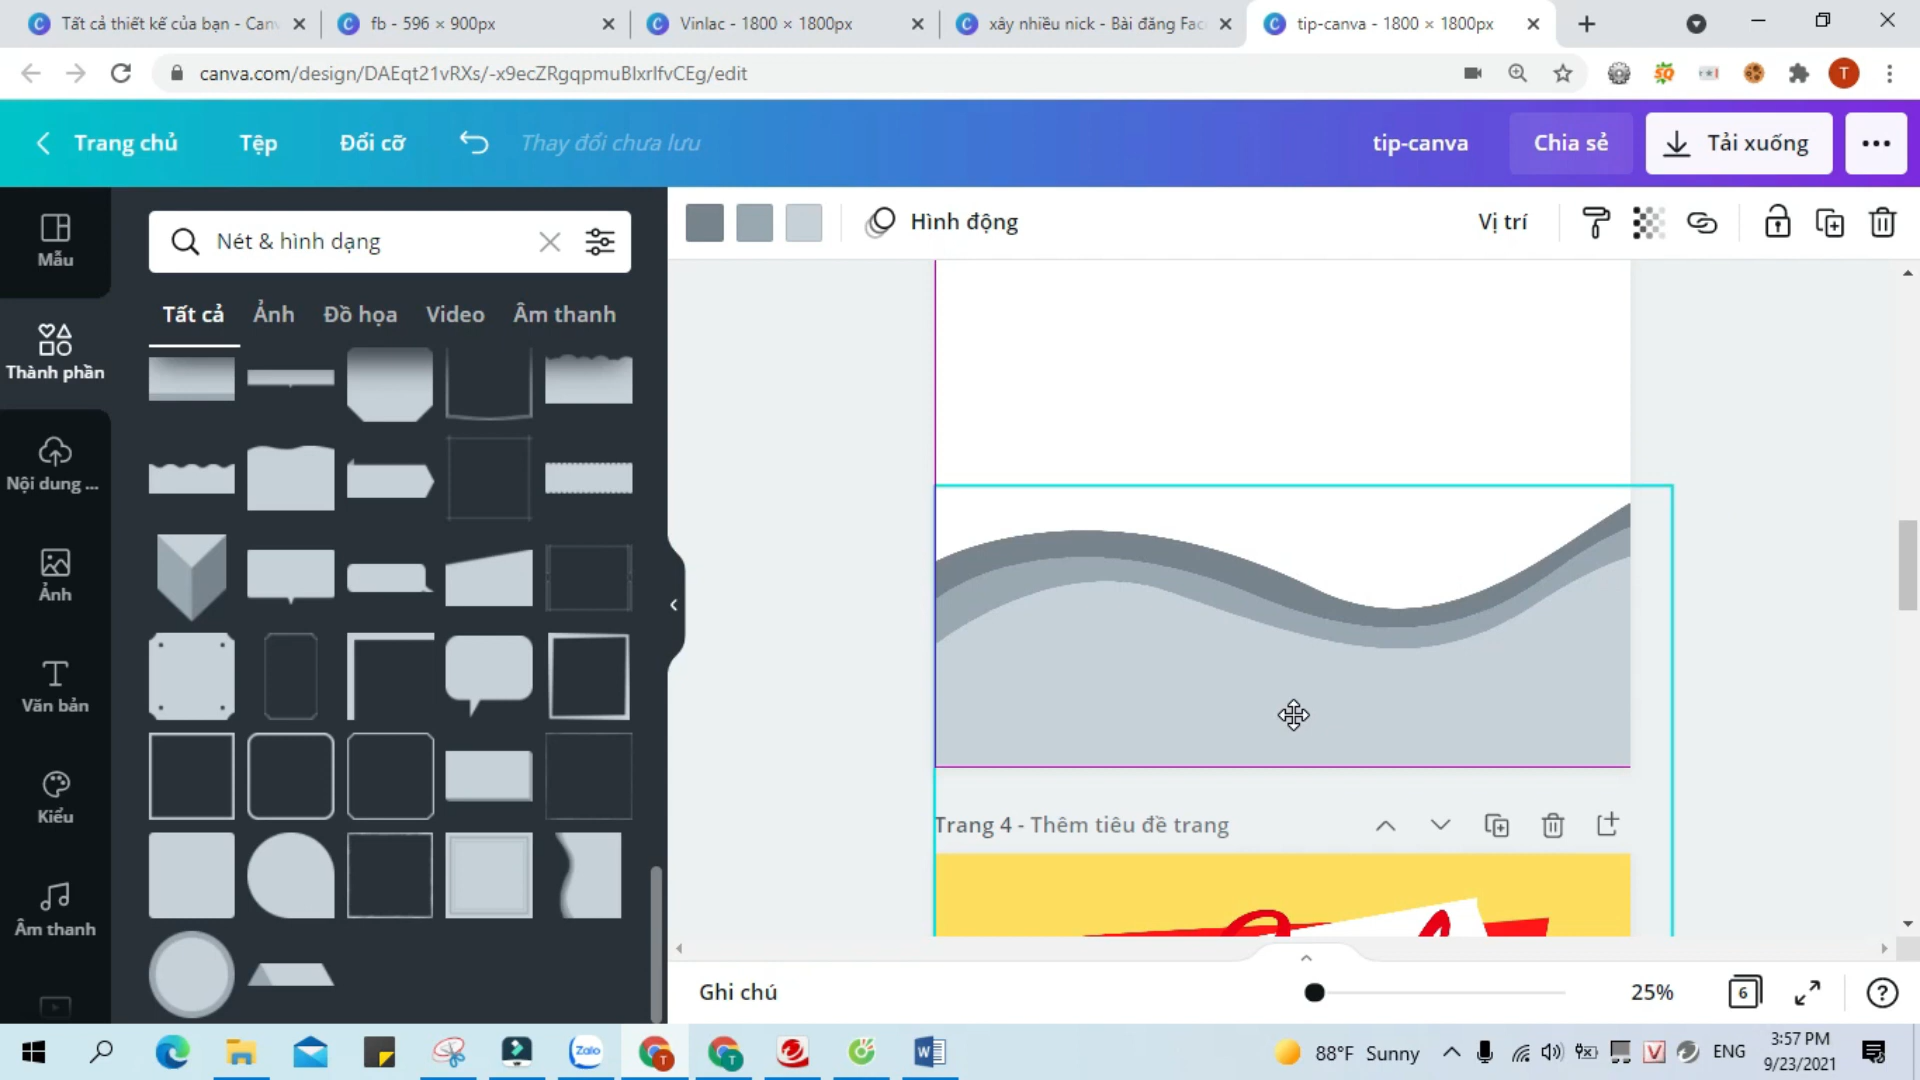 Tất cả thiết kế của bạn - Can
fb - 596 × 900px
Vinlac - 1800 × 1800px
xây nhiều nick - Bài đăng Fac
tip-canva - 1800 × 1800px
canva.com/design/DAEqt21vRXs/-x9ecZRgqpmuBlxrIfvCEg/edit
T
Trang chủ
Tệp
Đổi cỡ
Thay đổi chưa lưu
tip-canva
Chia sẻ
Tải xuống
Mẫu
Thành phần
Nội dung ...
Ảnh
Văn bản
Kiểu
Âm thanh
Nét & hình dạng
Tất cả
Ảnh
Đồ họa
Video
Âm thanh
Hình động
Vị trí
Trang 4 - Thêm tiêu đề trang
Ghi chú
25%
6
Zalo
88°F Sunny
ENG
3:57 PM
9/23/2021